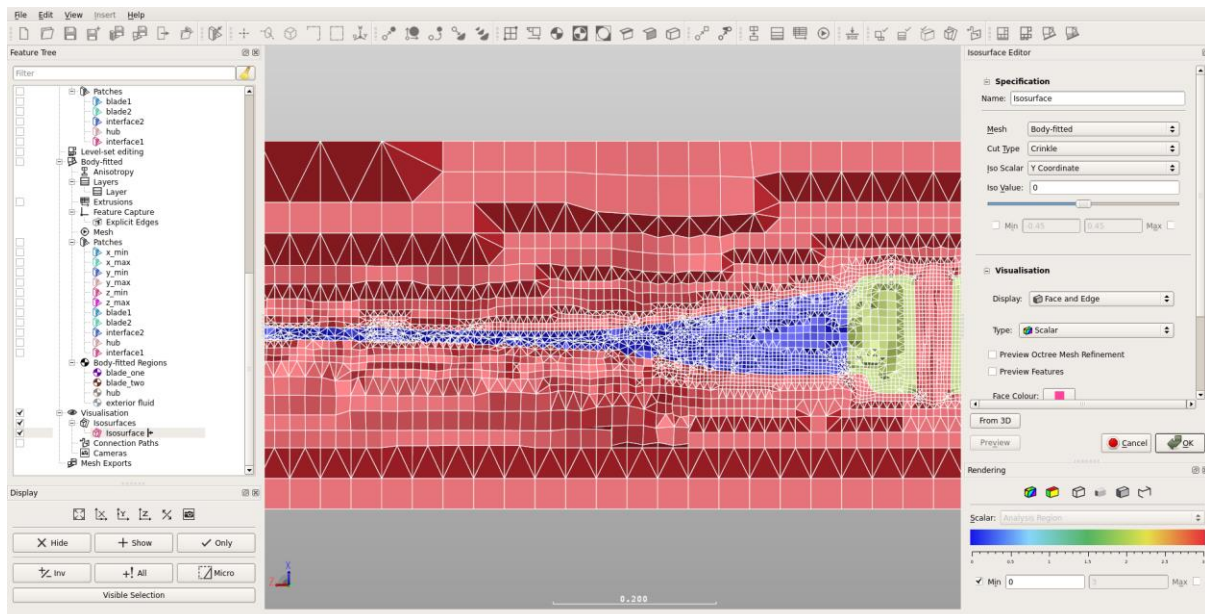 File Edit View Insert Help
Feature Tree
Filter
Patches
blade1
blade2
interface2
hub
interface1
Level-set editing
Body-fitted
Anisotropy
Layers
Layer
Extrusions
Feature Capture
Explicit Edges
Mesh
Patches
x_min
x_max
y_min
y_max
z_min
z_max
blade1
blade2
interface2
hub
interface1
Body-fitted Regions
blade_one
blade_two
hub
exterior fluid
Visualisation
Isosurfaces
Isosurface
Connection Paths
Cameras
Mesh Exports
Display
X Y Z
Hide Show Only
Inv All Micro
Visible Selection
X
Z
0.200
Isosurface Editor
Specification
Name: Isosurface
Mesh Body-fitted
Cut Type Crinkle
Iso Scalar Y Coordinate
Iso Value: 0
Min -0.45 0.45 Max
Visualisation
Display: Face and Edge
Type: Scalar
Preview Octree Mesh Refinement
Preview Features
Face Colour:
From 3D
Preview Cancel OK
Rendering
Scalar: Analysis Region
0 0.5 1 1.5 2 2.5 3
Min 0 3 Max